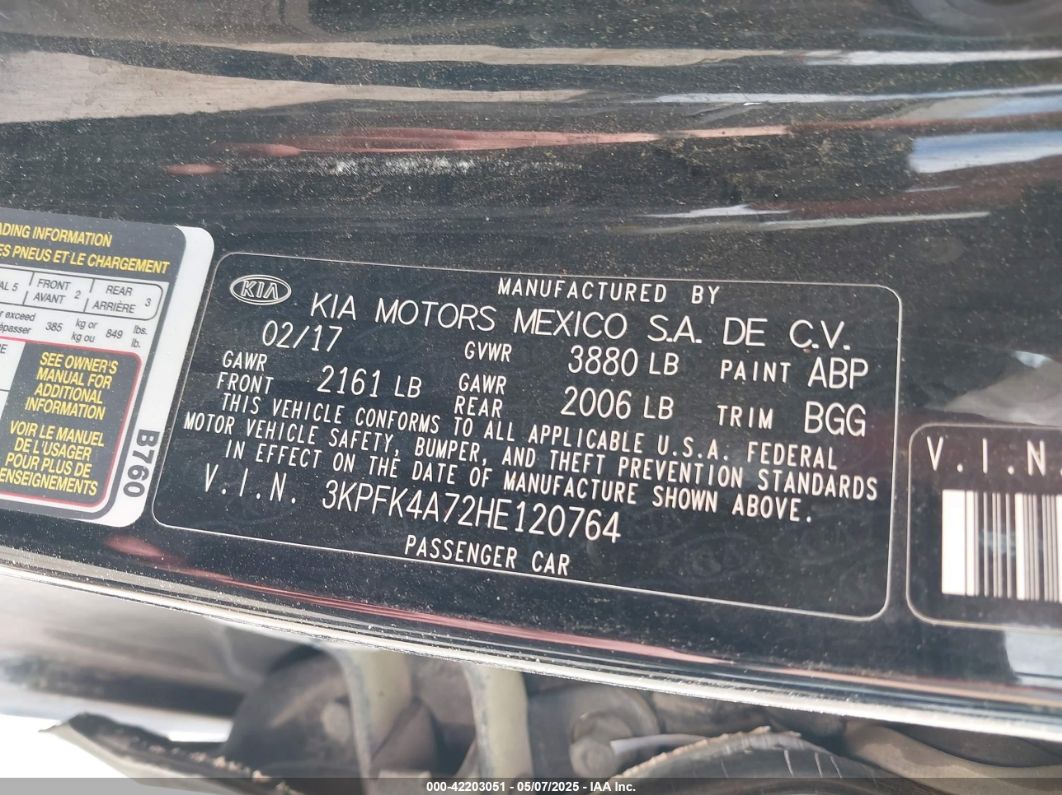 ADING INFORMATION
ES PNEUS ET LE CHARGEMENT
AL 5 FRONT AVANT 2 REAR ARRIÈRE 3
er exceed
épasser 385 kg or kg ou 849 lbs. lb.
SEE OWNER'S
MANUAL FOR
ADDITIONAL
INFORMATION
VOIR LE MANUEL
DE L'USAGER
POUR PLUS DE
RENSEIGNEMENTS
B760
KIA
MANUFACTURED BY
KIA MOTORS MEXICO S.A. DE C.V.
02/17 GVWR 3880 LB PAINT ABP
GAWR FRONT 2161 LB GAWR REAR 2006 LB TRIM BGG
THIS VEHICLE CONFORMS TO ALL APPLICABLE U.S.A. FEDERAL
MOTOR VEHICLE SAFETY, BUMPER, AND THEFT PREVENTION STANDARDS
IN EFFECT ON THE DATE OF MANUFACTURE SHOWN ABOVE.
V.I.N. 3KPFK4A72HE120764
PASSENGER CAR
V.I.N
000-42203051 - 05/07/2025 - IAA Inc.